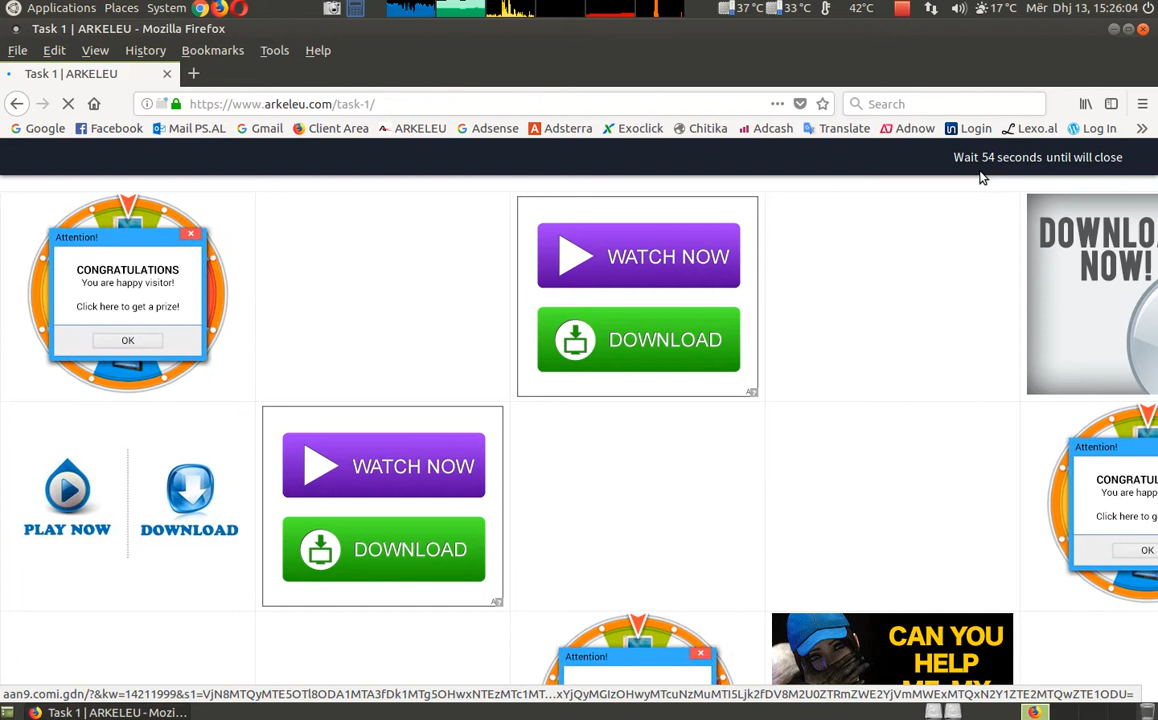 Applications Places System 37 °C 33 °C 42°C 17 °C Mër Dhj 13, 15:26:04
Task 1 | ARKELEU - Mozilla Firefox
File Edit View History Bookmarks Tools Help
Task 1 | ARKELEU
https://www.arkeleu.com/task-1/ Search
Google Facebook Mail PS.AL Gmail Client Area ARKELEU Adsense Adsterra Exoclick Chitika Adcash Translate Adnow Login Lexo.al Log In
Wait 54 seconds until will close
Attention!
CONGRATULATIONS
You are happy visitor!
Click here to get a prize!
OK
WATCH NOW
DOWNLOAD
DOWNLO
NOW!
PLAY NOW DOWNLOAD
WATCH NOW
DOWNLOAD
Attention!
CONGRATUL
You are happ
Click here to ge
OK
Attention!
CAN YOU
HELP
ME MY
Task 1 | ARKELEU - Mozi...